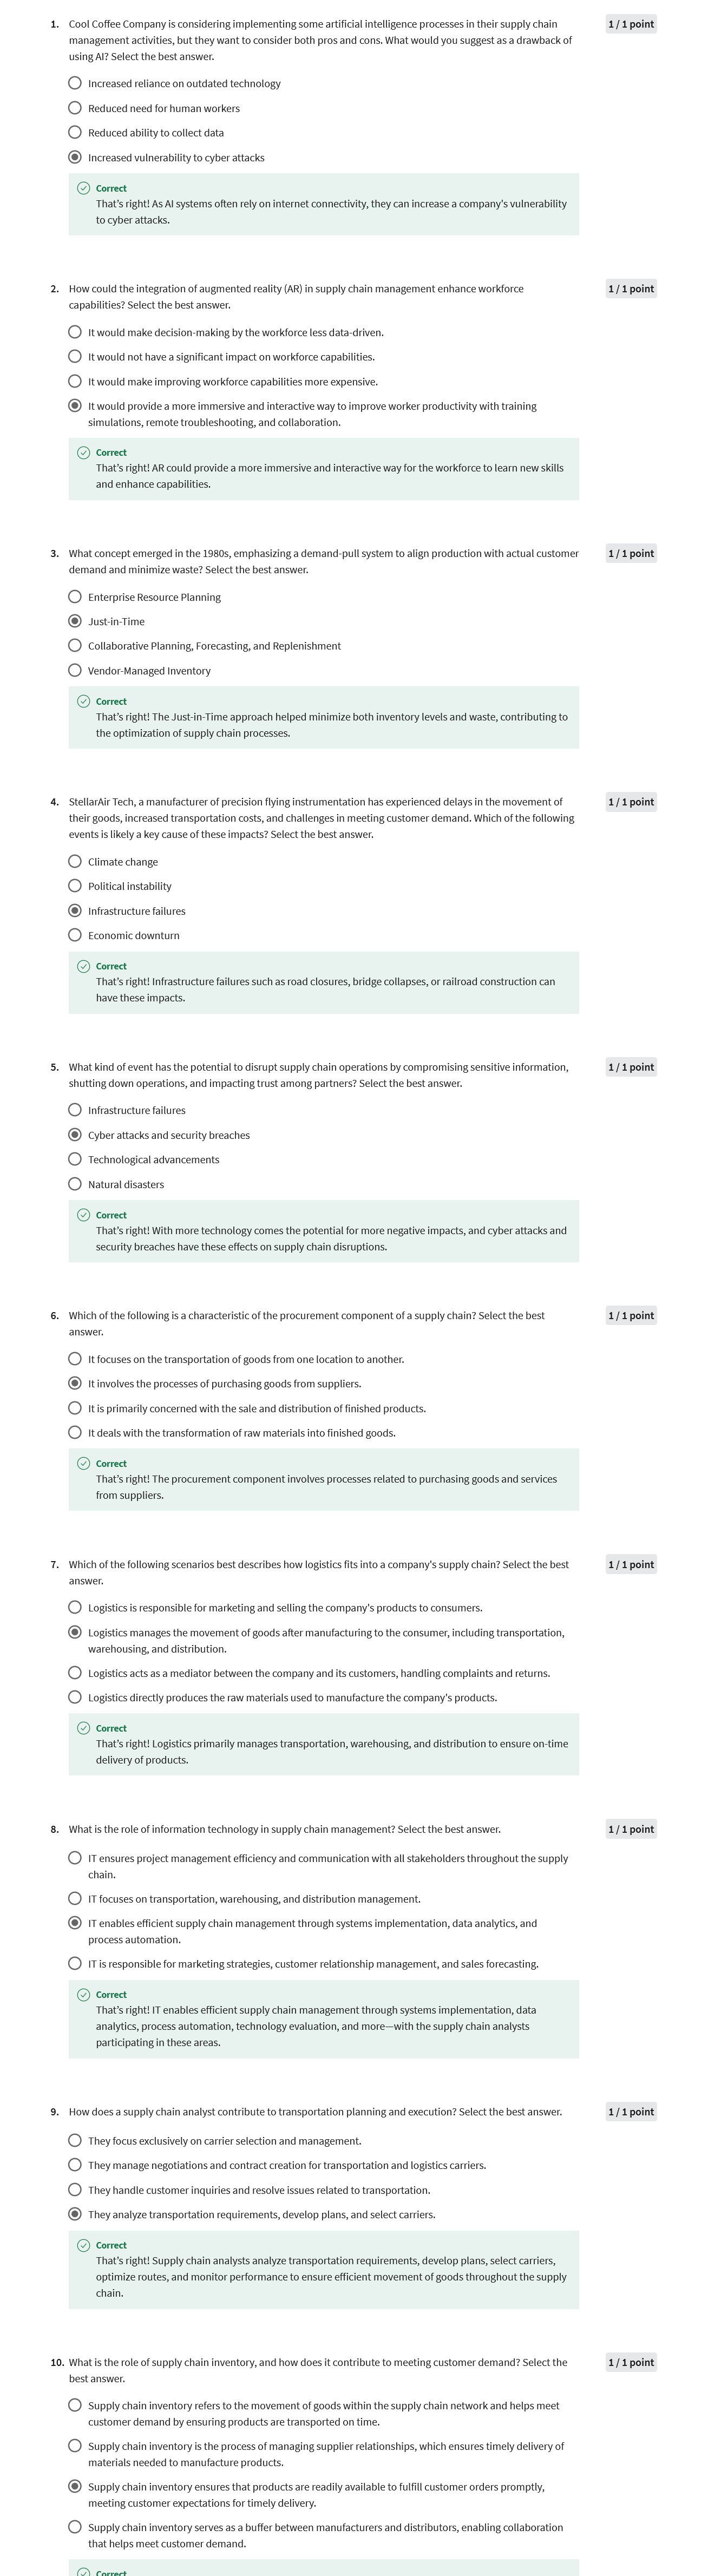 1. Cool Coffee Company is considering implementing some artificial intelligence processes in their supply chain
1 / 1 point
management activities, but they want to consider both pros and cons. What would you suggest as a drawback of
using AI? Select the best answer.
Increased reliance on outdated technology
Reduced need for human workers
Reduced ability to collect data
Increased vulnerability to cyber attacks
Correct
That's right! As AI systems often rely on internet connectivity, they can increase a company's vulnerability
to cyber attacks.
2. How could the integration of augmented reality (AR) in supply chain management enhance workforce
1 / 1 point
capabilities? Select the best answer.
It would make decision-making by the workforce less data-driven.
It would not have a significant impact on workforce capabilities.
It would make improving workforce capabilities more expensive.
It would provide a more immersive and interactive way to improve worker productivity with training
simulations, remote troubleshooting, and collaboration.
Correct
That's right! AR could provide a more immersive and interactive way for the workforce to learn new skills
and enhance capabilities.
3. What concept emerged in the 1980s, emphasizing a demand-pull system to align production with actual customer
1 / 1 point
demand and minimize waste? Select the best answer.
Enterprise Resource Planning
Just-in-Time
Collaborative Planning, Forecasting, and Replenishment
Vendor-Managed Inventory
Correct
That's right! The Just-in-Time approach helped minimize both inventory levels and waste, contributing to
the optimization of supply chain processes.
4. StellarAir Tech, a manufacturer of precision flying instrumentation has experienced delays in the movement of
1 / 1 point
their goods, increased transportation costs, and challenges in meeting customer demand. Which of the following
events is likely a key cause of these impacts? Select the best answer.
Climate change
Political instability
Infrastructure failures
Economic downturn
Correct
That's right! Infrastructure failures such as road closures, bridge collapses, or railroad construction can
have these impacts.
5. What kind of event has the potential to disrupt supply chain operations by compromising sensitive information,
1 / 1 point
shutting down operations, and impacting trust among partners? Select the best answer.
Infrastructure failures
Cyber attacks and security breaches
Technological advancements
Natural disasters
Correct
That's right! With more technology comes the potential for more negative impacts, and cyber attacks and
security breaches have these effects on supply chain disruptions.
6. Which of the following is a characteristic of the procurement component of a supply chain? Select the best
1 / 1 point
answer.
It focuses on the transportation of goods from one location to another.
It involves the processes of purchasing goods from suppliers.
It is primarily concerned with the sale and distribution of finished products.
It deals with the transformation of raw materials into finished goods.
Correct
That's right! The procurement component involves processes related to purchasing goods and services
from suppliers.
7. Which of the following scenarios best describes how logistics fits into a company's supply chain? Select the best
1 / 1 point
answer.
Logistics is responsible for marketing and selling the company's products to consumers.
Logistics manages the movement of goods after manufacturing to the consumer, including transportation,
warehousing, and distribution.
Logistics acts as a mediator between the company and its customers, handling complaints and returns.
Logistics directly produces the raw materials used to manufacture the company's products.
Correct
That's right! Logistics primarily manages transportation, warehousing, and distribution to ensure on-time
delivery of products.
8. What is the role of information technology in supply chain management? Select the best answer.
1 / 1 point
IT ensures project management efficiency and communication with all stakeholders throughout the supply
chain.
IT focuses on transportation, warehousing, and distribution management.
IT enables efficient supply chain management through systems implementation, data analytics, and
process automation.
IT is responsible for marketing strategies, customer relationship management, and sales forecasting.
Correct
That's right! IT enables efficient supply chain management through systems implementation, data
analytics, process automation, technology evaluation, and more—with the supply chain analysts
participating in these areas.
9. How does a supply chain analyst contribute to transportation planning and execution? Select the best answer.
1 / 1 point
They focus exclusively on carrier selection and management.
They manage negotiations and contract creation for transportation and logistics carriers.
They handle customer inquiries and resolve issues related to transportation.
They analyze transportation requirements, develop plans, and select carriers.
Correct
That's right! Supply chain analysts analyze transportation requirements, develop plans, select carriers,
optimize routes, and monitor performance to ensure efficient movement of goods throughout the supply
chain.
10. What is the role of supply chain inventory, and how does it contribute to meeting customer demand? Select the
1 / 1 point
best answer.
Supply chain inventory refers to the movement of goods within the supply chain network and helps meet
customer demand by ensuring products are transported on time.
Supply chain inventory is the process of managing supplier relationships, which ensures timely delivery of
materials needed to manufacture products.
Supply chain inventory ensures that products are readily available to fulfill customer orders promptly,
meeting customer expectations for timely delivery.
Supply chain inventory serves as a buffer between manufacturers and distributors, enabling collaboration
that helps meet customer demand.
Correct